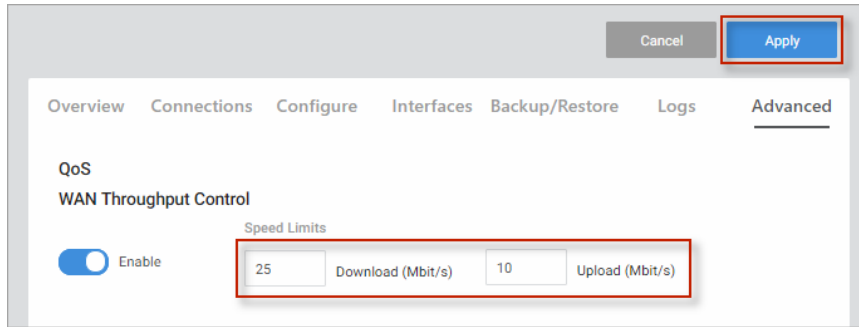 Cancel Apply
Overview Connections Configure Interfaces Backup/Restore Logs Advanced
QoS
WAN Throughput Control
Speed Limits
Enable 25 Download (Mbit/s) 10 Upload (Mbit/s)